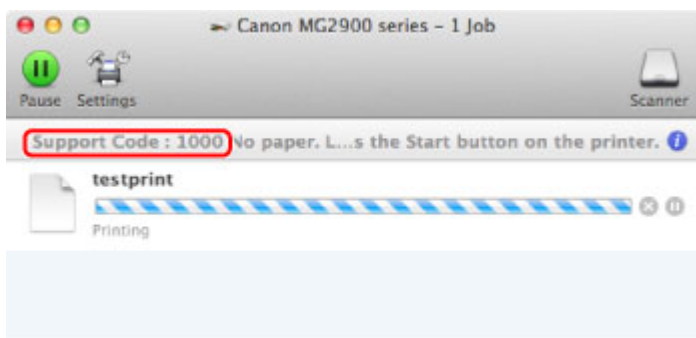 Canon MG2900 series – 1 Job
Pause Settings Scanner
Support Code : 1000 No paper. L...s the Start button on the printer.
testprint
Printing